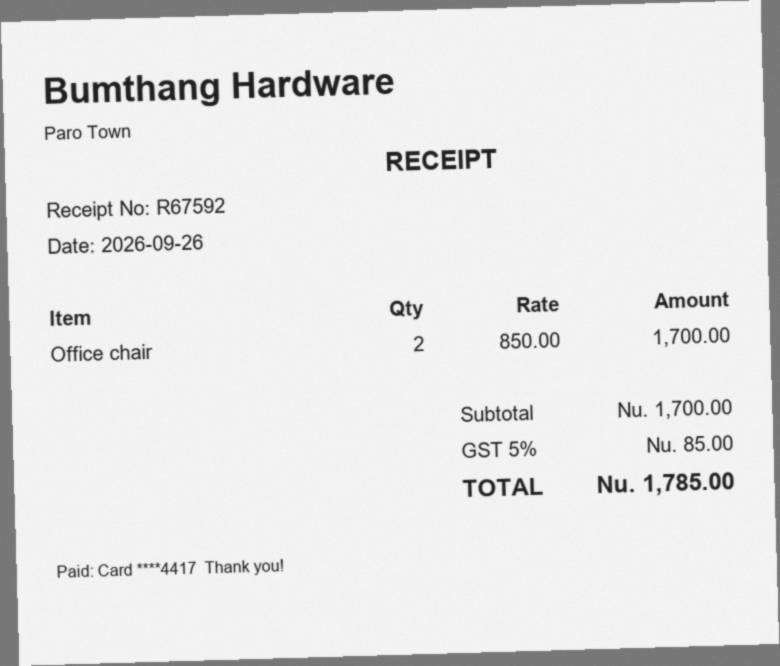 Bumthang Hardware
Paro Town
RECEIPT
Receipt No: R67592
Date: 2026-09-26
Item Qty Rate Amount
Office chair 2 850.00 1,700.00
Subtotal Nu. 1,700.00
GST 5% Nu. 85.00
TOTAL Nu. 1,785.00
Paid: Card ****4417 Thank you!